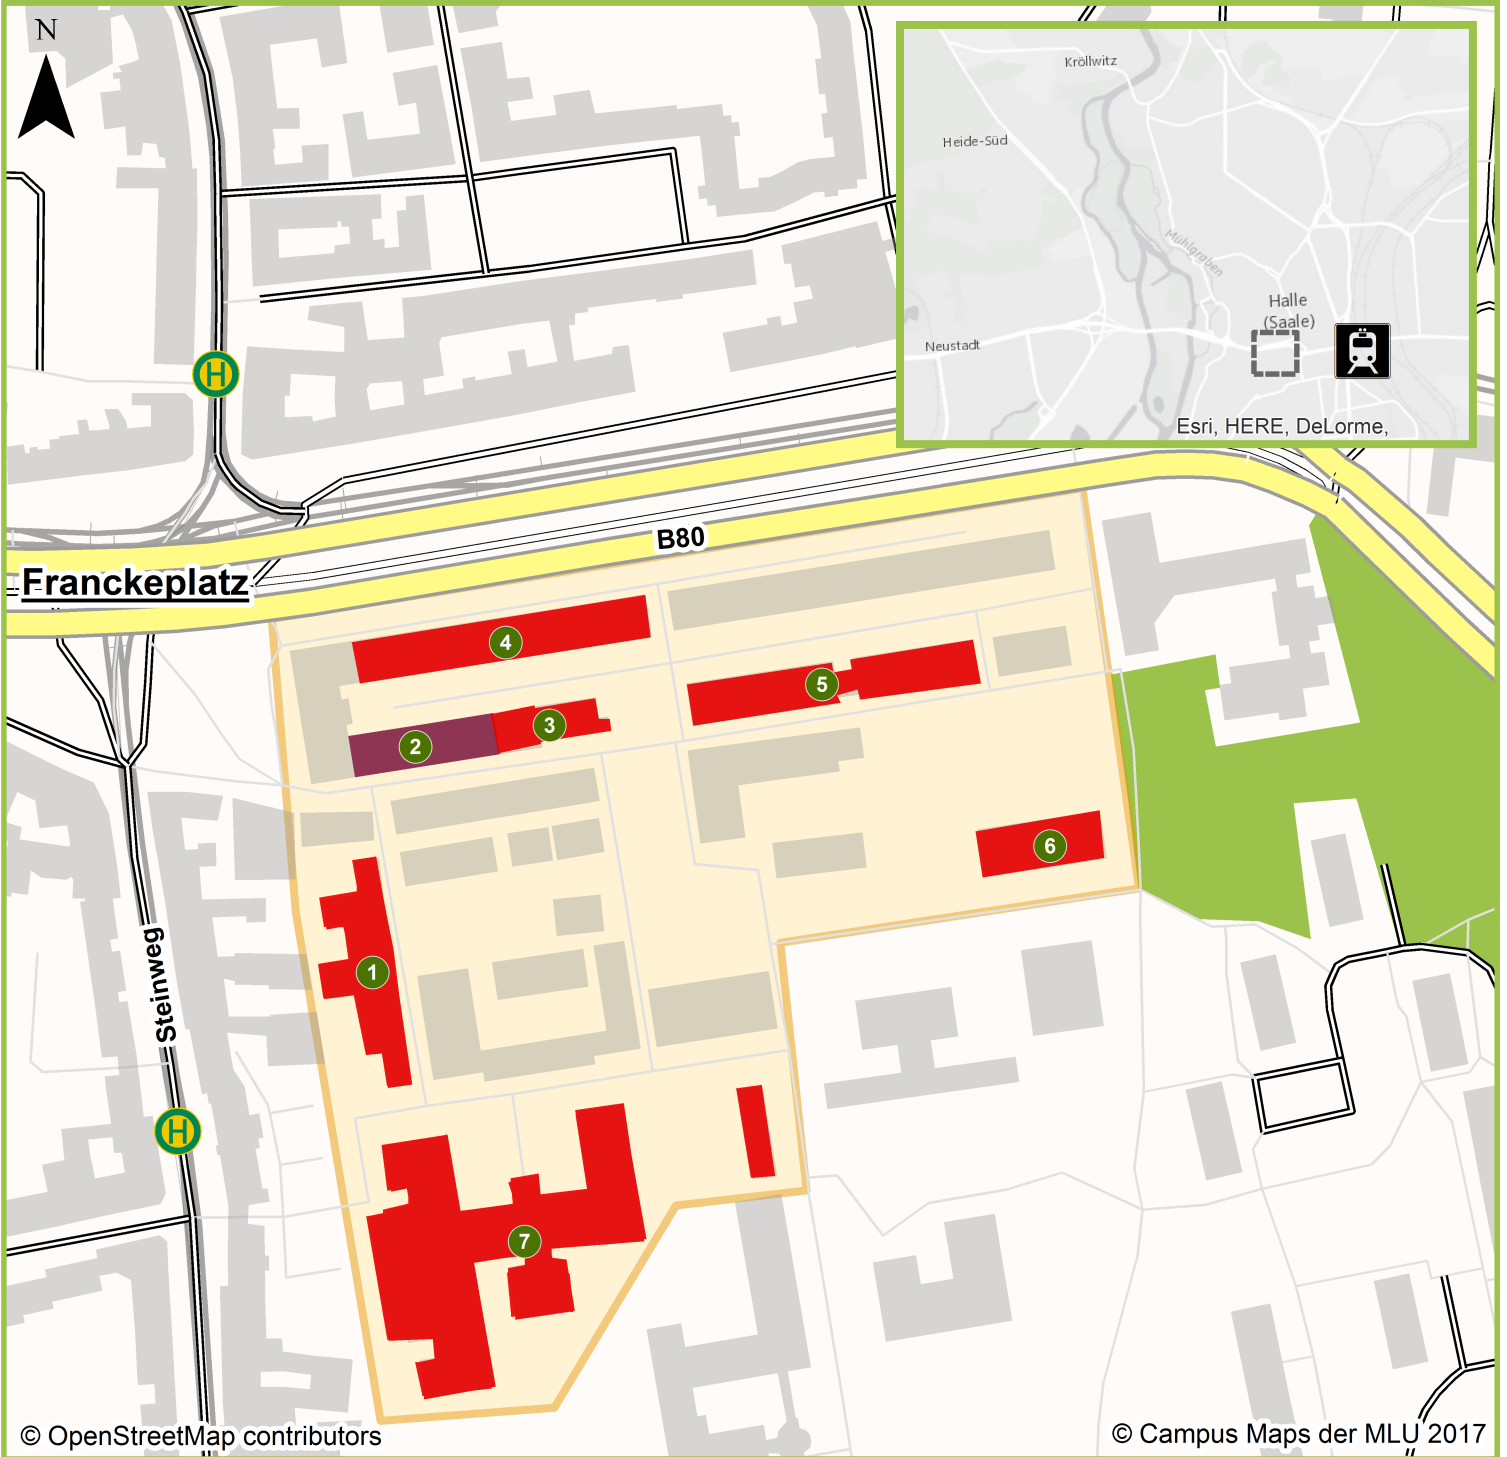 N
Kröllwitz
Heide-Süd
Mühlgraben
Halle
(Saale)
Neustadt
Esri, HERE, DeLorme,
H
B80
Franckeplatz
4
5
3
2
6
1
Steinweg
H
7
© OpenStreetMap contributors
© Campus Maps der MLU 2017